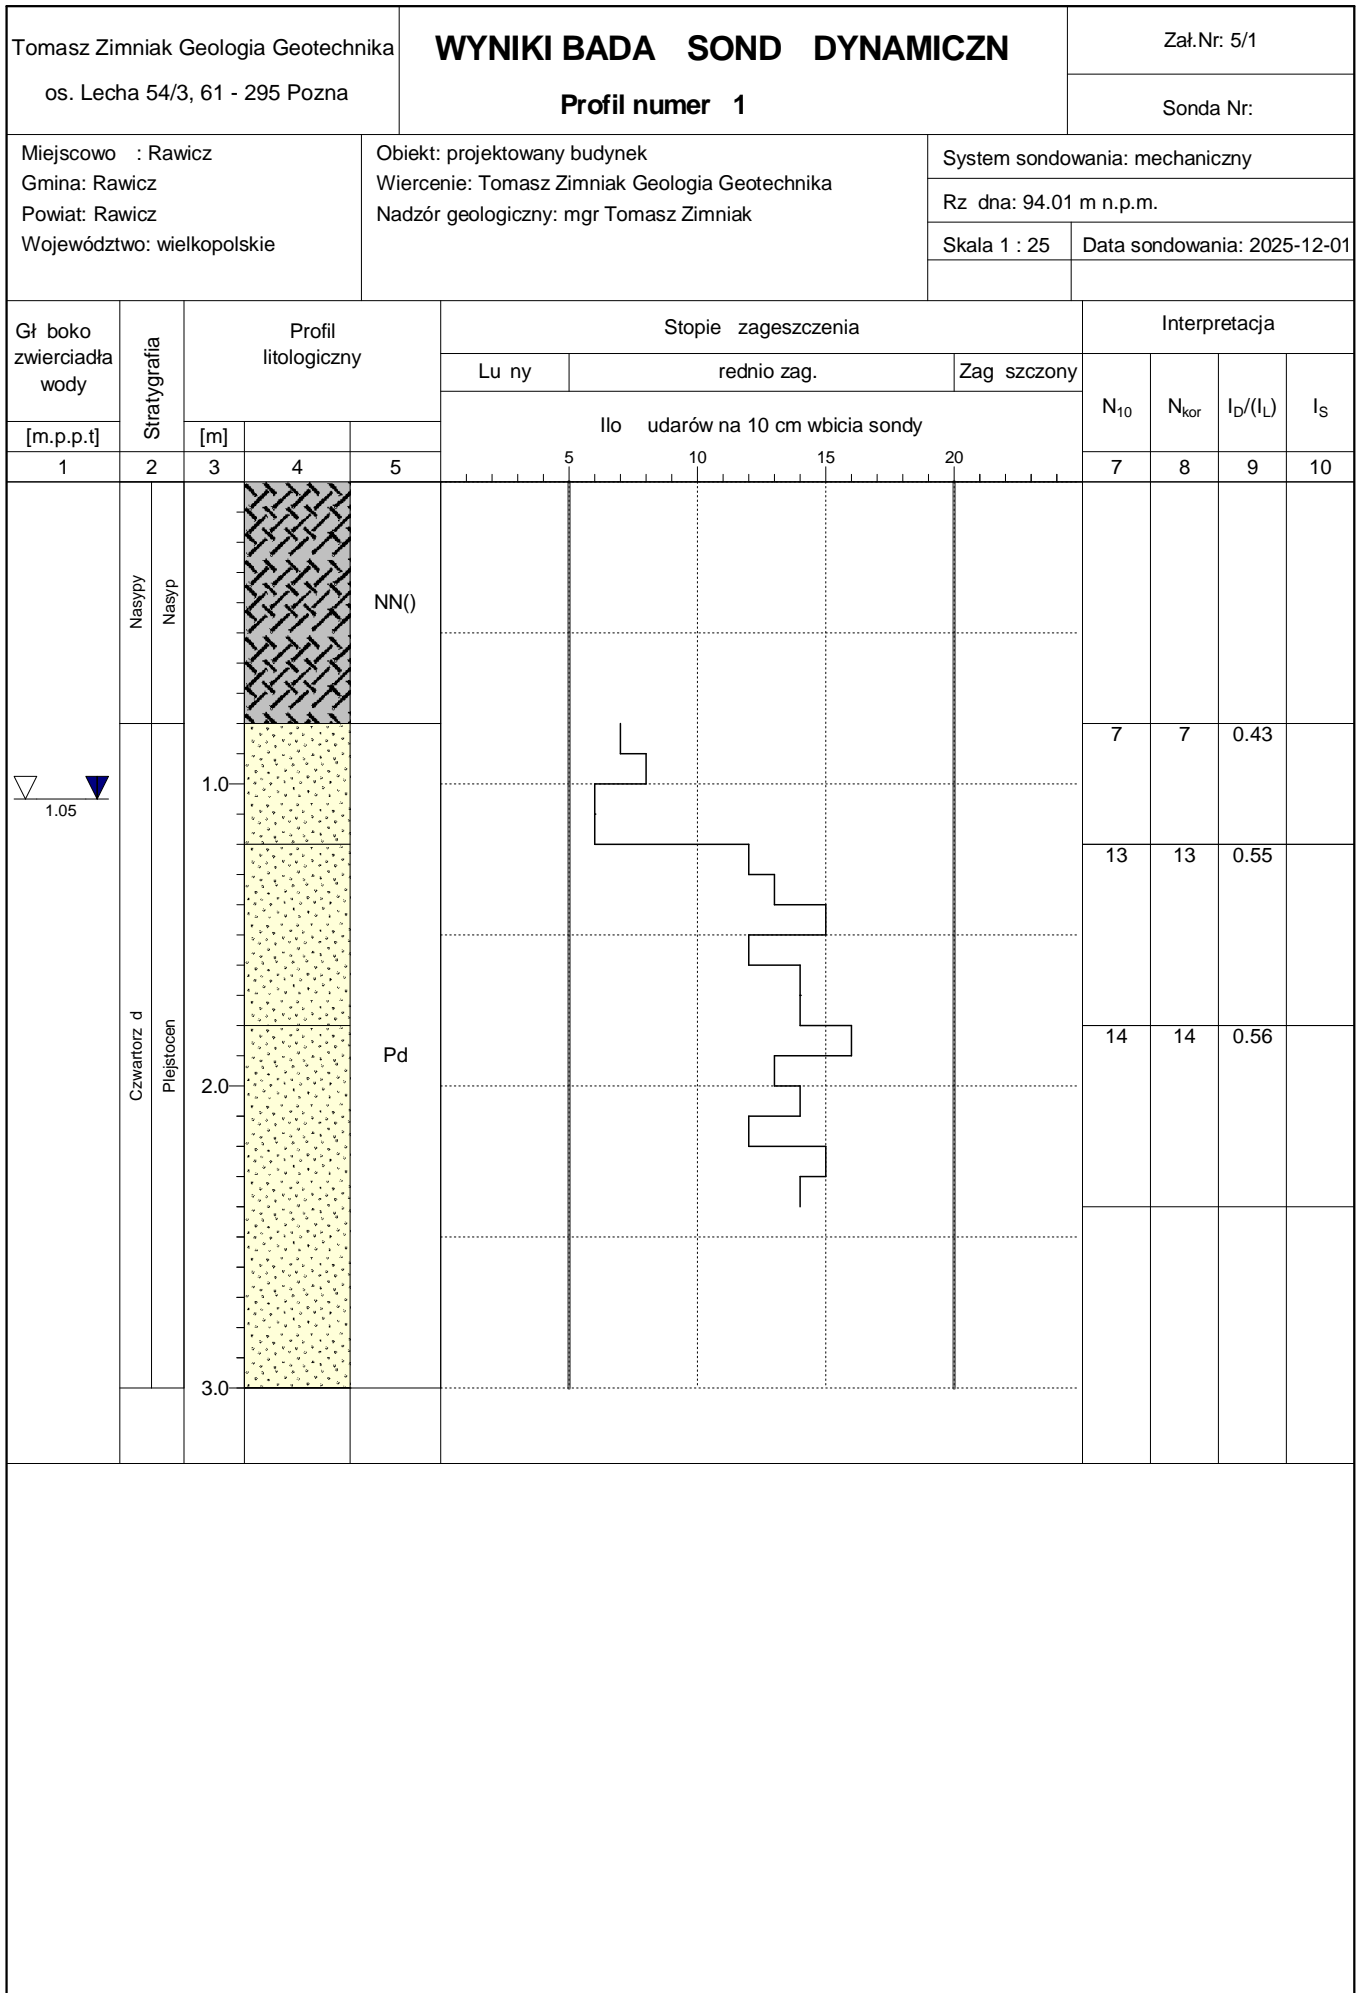 Tomasz Zimniak Geologia Geotechnika
os. Lecha 54/3, 61 - 295 Pozna
WYNIKI BADA SOND DYNAMICZN
Profil numer 1
Zał.Nr: 5/1
Sonda Nr:
Miejscowo : Rawicz
Gmina: Rawicz
Powiat: Rawicz
Województwo: wielkopolskie
Obiekt: projektowany budynek
Wiercenie: Tomasz Zimniak Geologia Geotechnika
Nadzór geologiczny: mgr Tomasz Zimniak
System sondowania: mechaniczny
Rz dna: 94.01 m n.p.m.
Skala 1 : 25
Data sondowania: 2025-12-01
Gł boko
zwierciadła
wody
[m.p.p.t]
Stratygrafia
Profil
litologiczny
[m]
Stopie zageszczenia
Lu ny
rednio zag.
Zag szczony
Ilo udarów na 10 cm wbicia sondy
5 10 15 20
Interpretacja
N10 Nkor ID/(IL) IS
1 2 3 4 5 7 8 9 10
Nasypy
Nasyp
NN()
7 7 0.43
1.0
1.05
13 13 0.55
14 14 0.56
Czwartorz d
Plejstocen
Pd
2.0
3.0